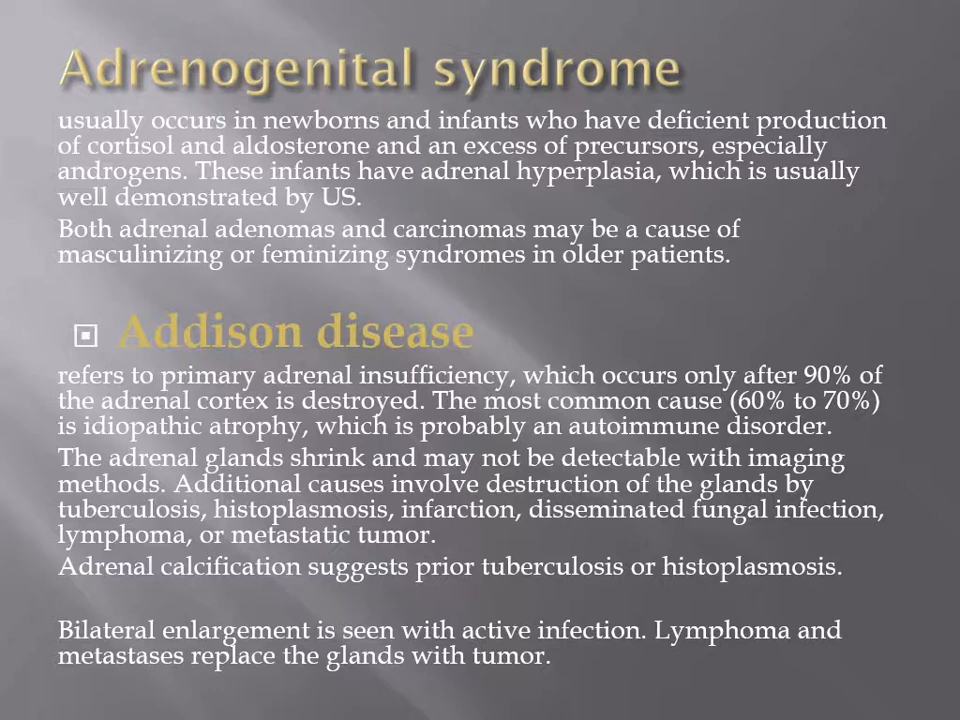 Adrenogenital syndrome
usually occurs in newborns and infants who have deficient production
of cortisol and aldosterone and an excess of precursors, especially
androgens. These infants have adrenal hyperplasia, which is usually
well demonstrated by US.
Both adrenal adenomas and carcinomas may be a cause of
masculinizing or feminizing syndromes in older patients.
Addison disease
refers to primary adrenal insufficiency, which occurs only after 90% of
the adrenal cortex is destroyed. The most common cause (60% to 70%)
is idiopathic atrophy, which is probably an autoimmune disorder.
The adrenal glands shrink and may not be detectable with imaging
methods. Additional causes involve destruction of the glands by
tuberculosis, histoplasmosis, infarction, disseminated fungal infection,
lymphoma, or metastatic tumor.
Adrenal calcification suggests prior tuberculosis or histoplasmosis.
Bilateral enlargement is seen with active infection. Lymphoma and
metastases replace the glands with tumor.